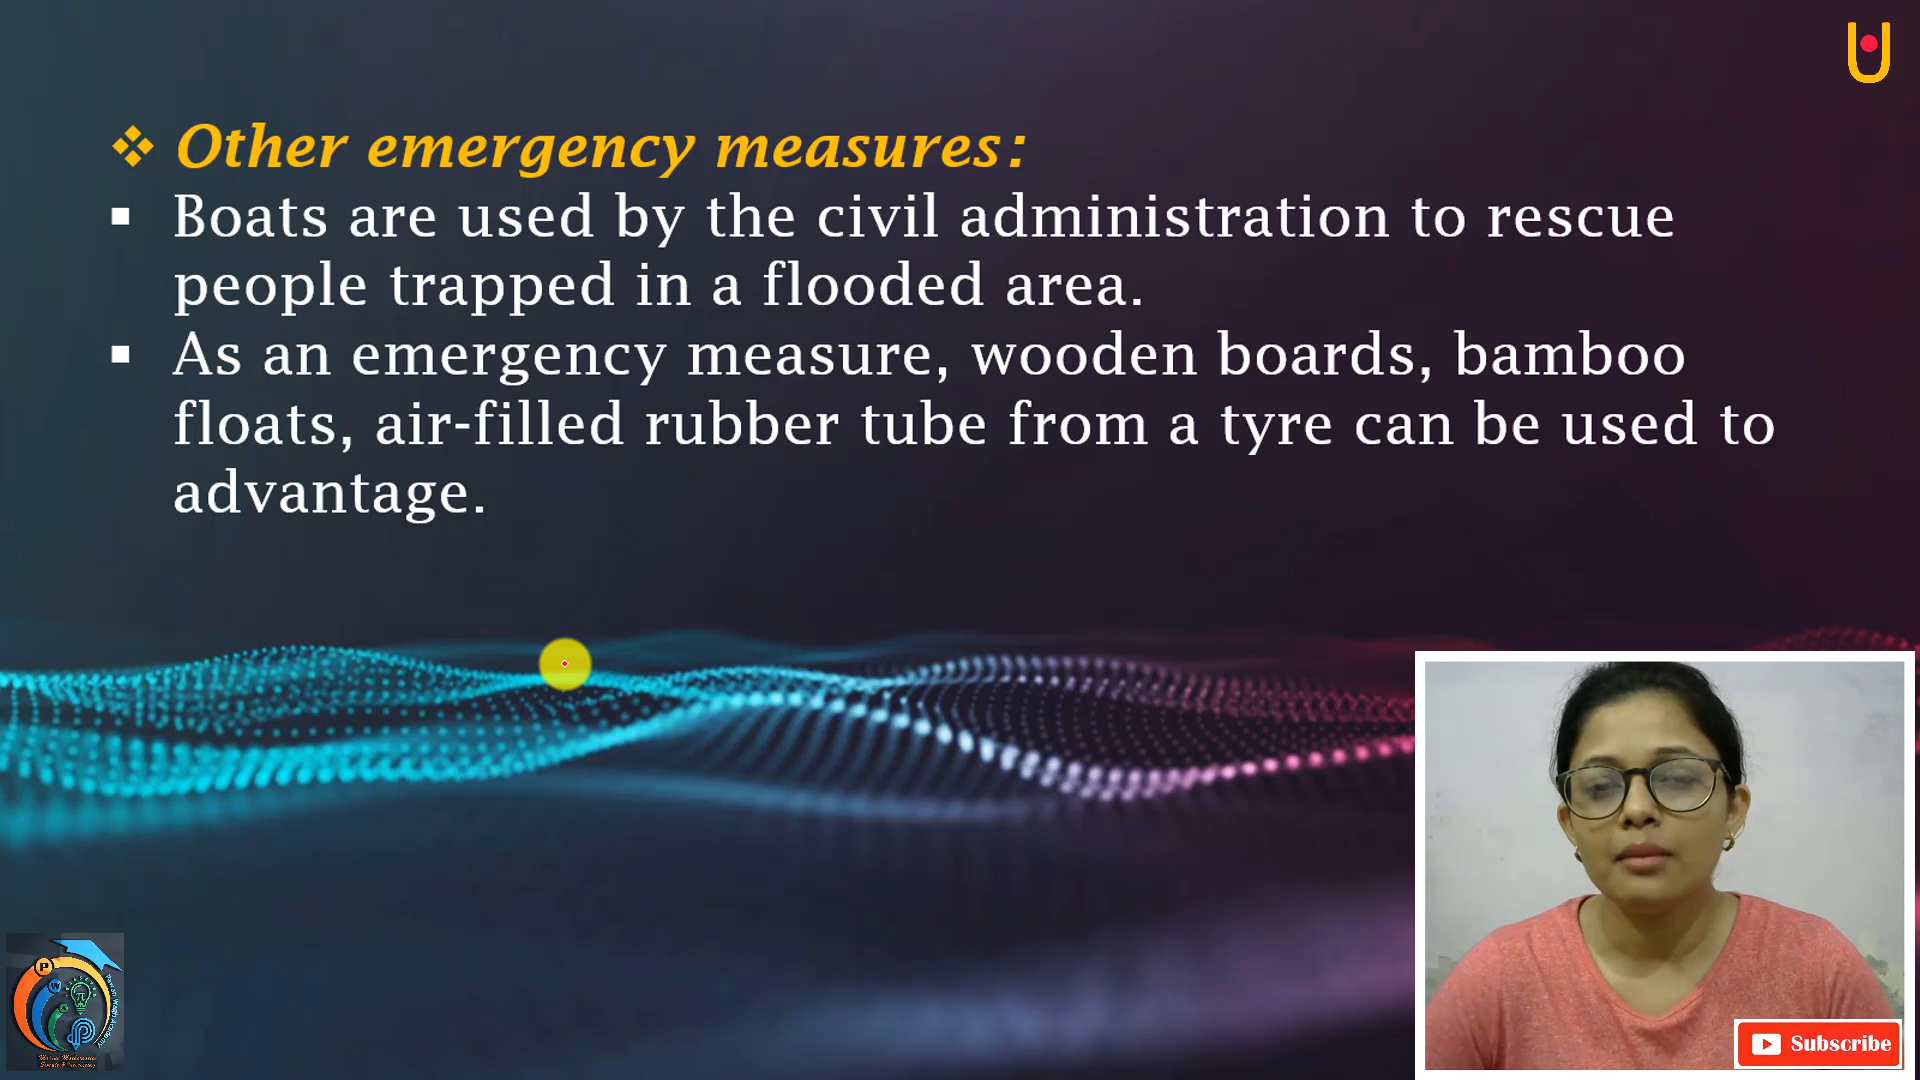 Other emergency measures:
Boats are used by the civil administration to rescue
people trapped in a flooded area.
As an emergency measure, wooden boards, bamboo
floats, air-filled rubber tube from a tyre can be used to
advantage.
Subscribe